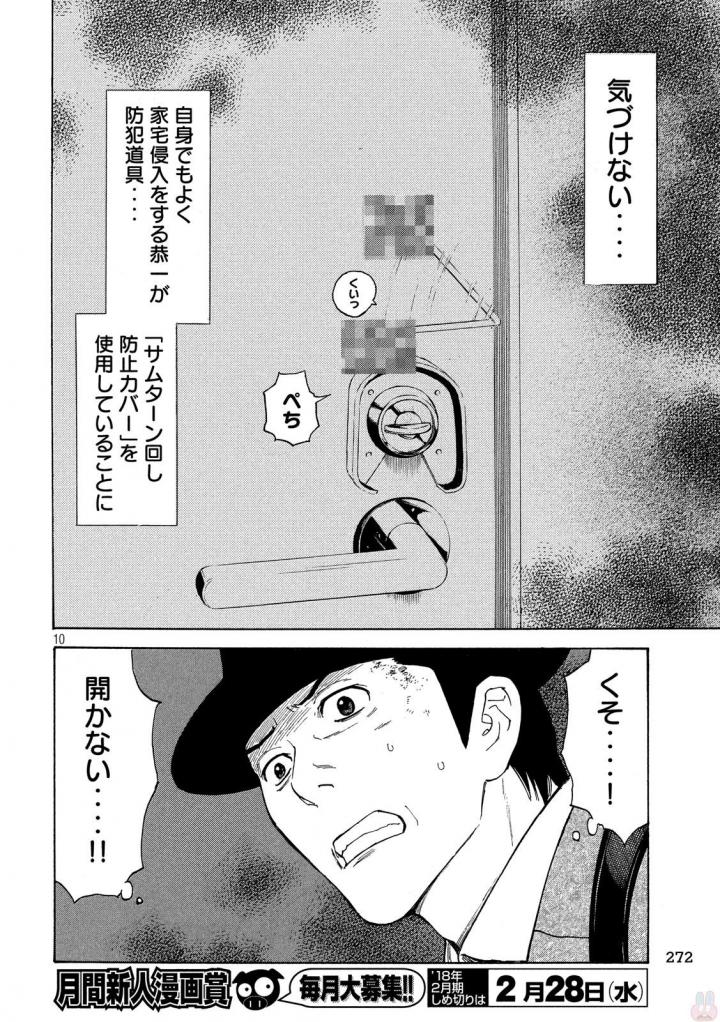 気づけない‥‥
自身でもよく
家宅侵入をする恭一が
防犯道具‥‥
「サムターン回し
防止カバー」を
使用していることに
くいっ
ぺち
10
くそ‥‥!
開かない‥‥!!
272
月間新人漫画賞
毎月大募集!!
'18年
2月期
しめ切りは
2月28日(水)